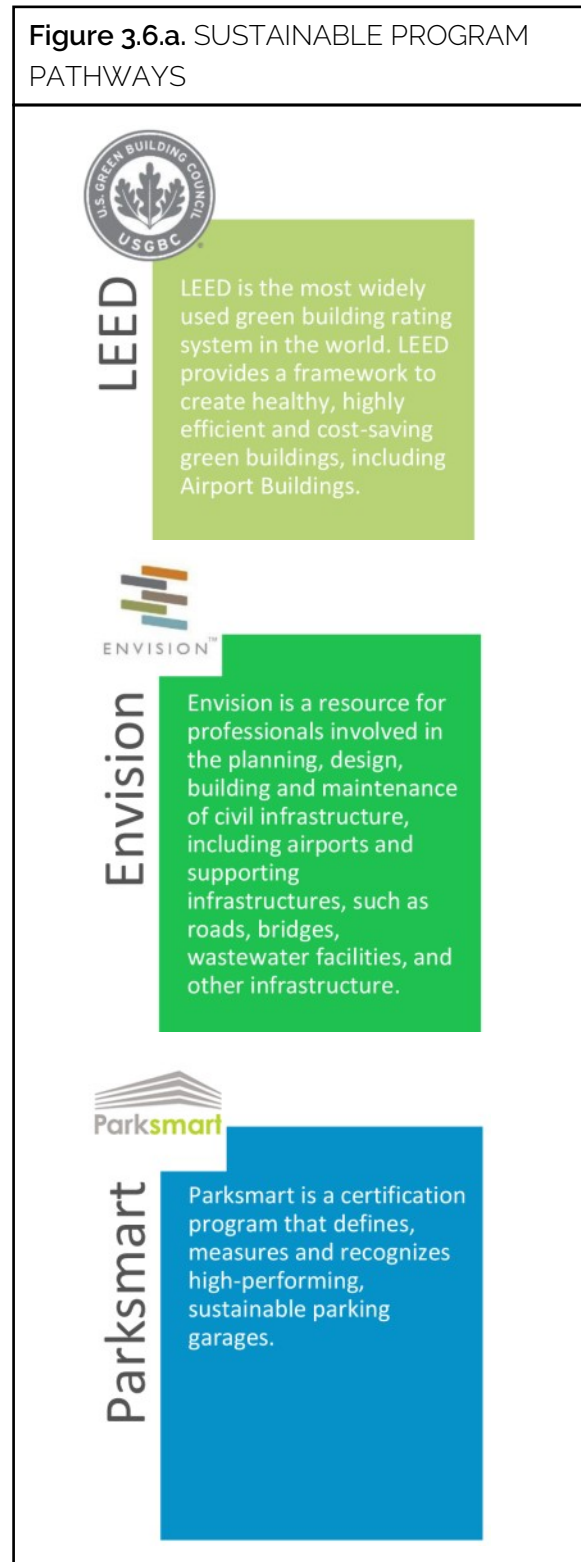 Figure 3.6.a. SUSTAINABLE PROGRAM
PATHWAYS
U.S. GREEN BUILDING COUNCIL
USGBC
®
LEED
LEED is the most widely
used green building rating
system in the world. LEED
provides a framework to
create healthy, highly
efficient and cost-saving
green buildings, including
Airport Buildings.
ENVISION™
Envision
Envision is a resource for
professionals involved in
the planning, design,
building and maintenance
of civil infrastructure,
including airports and
supporting
infrastructures, such as
roads, bridges,
wastewater facilities, and
other infrastructure.
Parksmart
Parksmart
Parksmart is a certification
program that defines,
measures and recognizes
high-performing,
sustainable parking
garages.